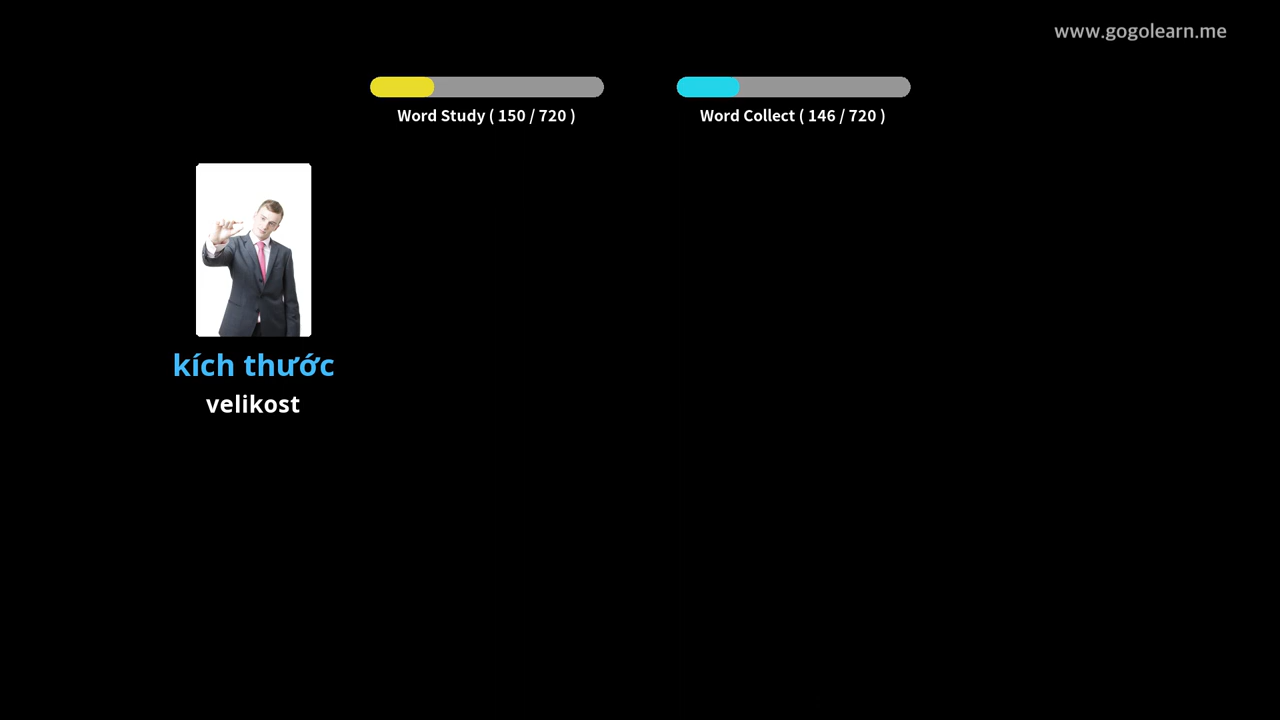 www.gogolearn.me
Word Study ( 150 / 720 )
Word Collect ( 146 / 720 )
kích thước
velikost